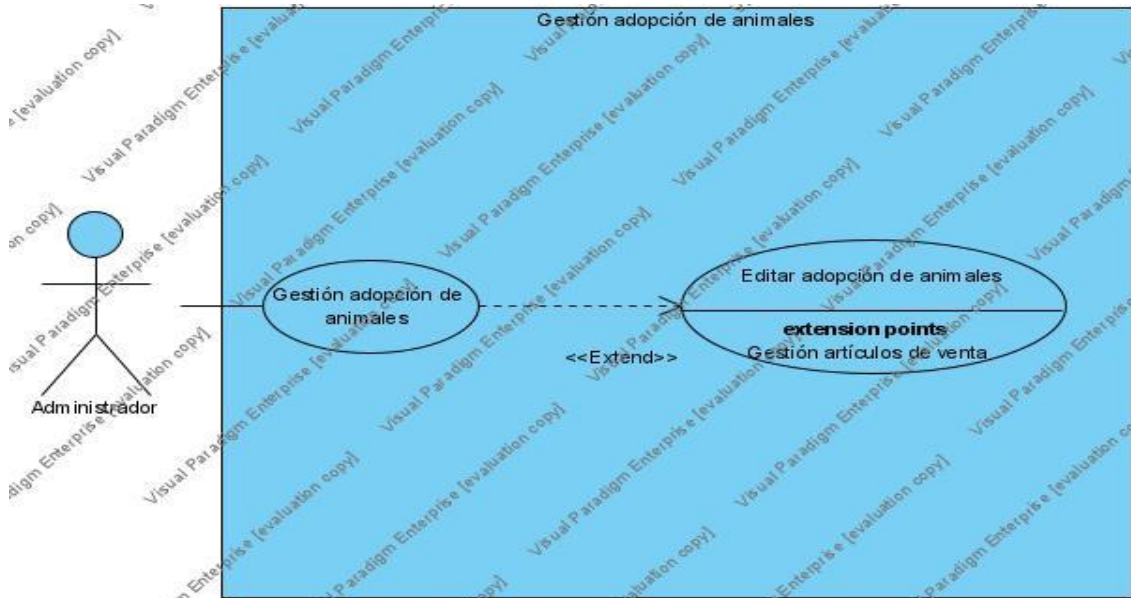 Gestión adopción de animales
Administrador
Gestión adopción de
animales
<<Extend>>
Editar adopción de animales
extension points
Gestión artículos de venta
Visual Paradigm Enterprise [evaluation copy]